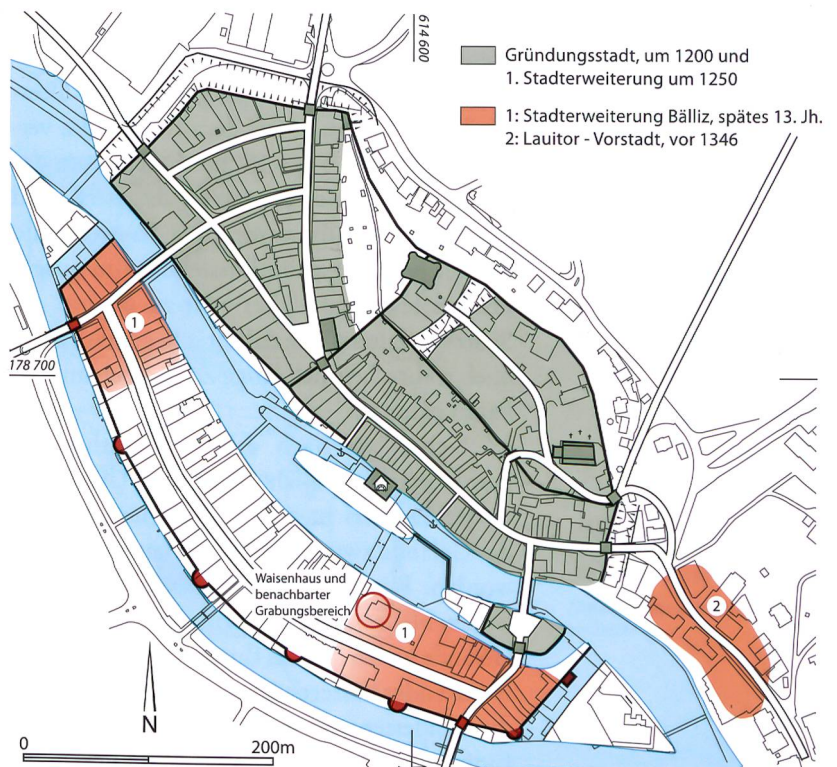 614 600
Gründungsstadt, um 1200 und
1. Stadterweiterung um 1250
1: Stadterweiterung Bälliz, spätes 13. Jh.
2: Lauitor - Vorstadt, vor 1346
1
178 700
Waisenhaus und
benachbarter
Grabungsbereich
1
2
N
0
200m